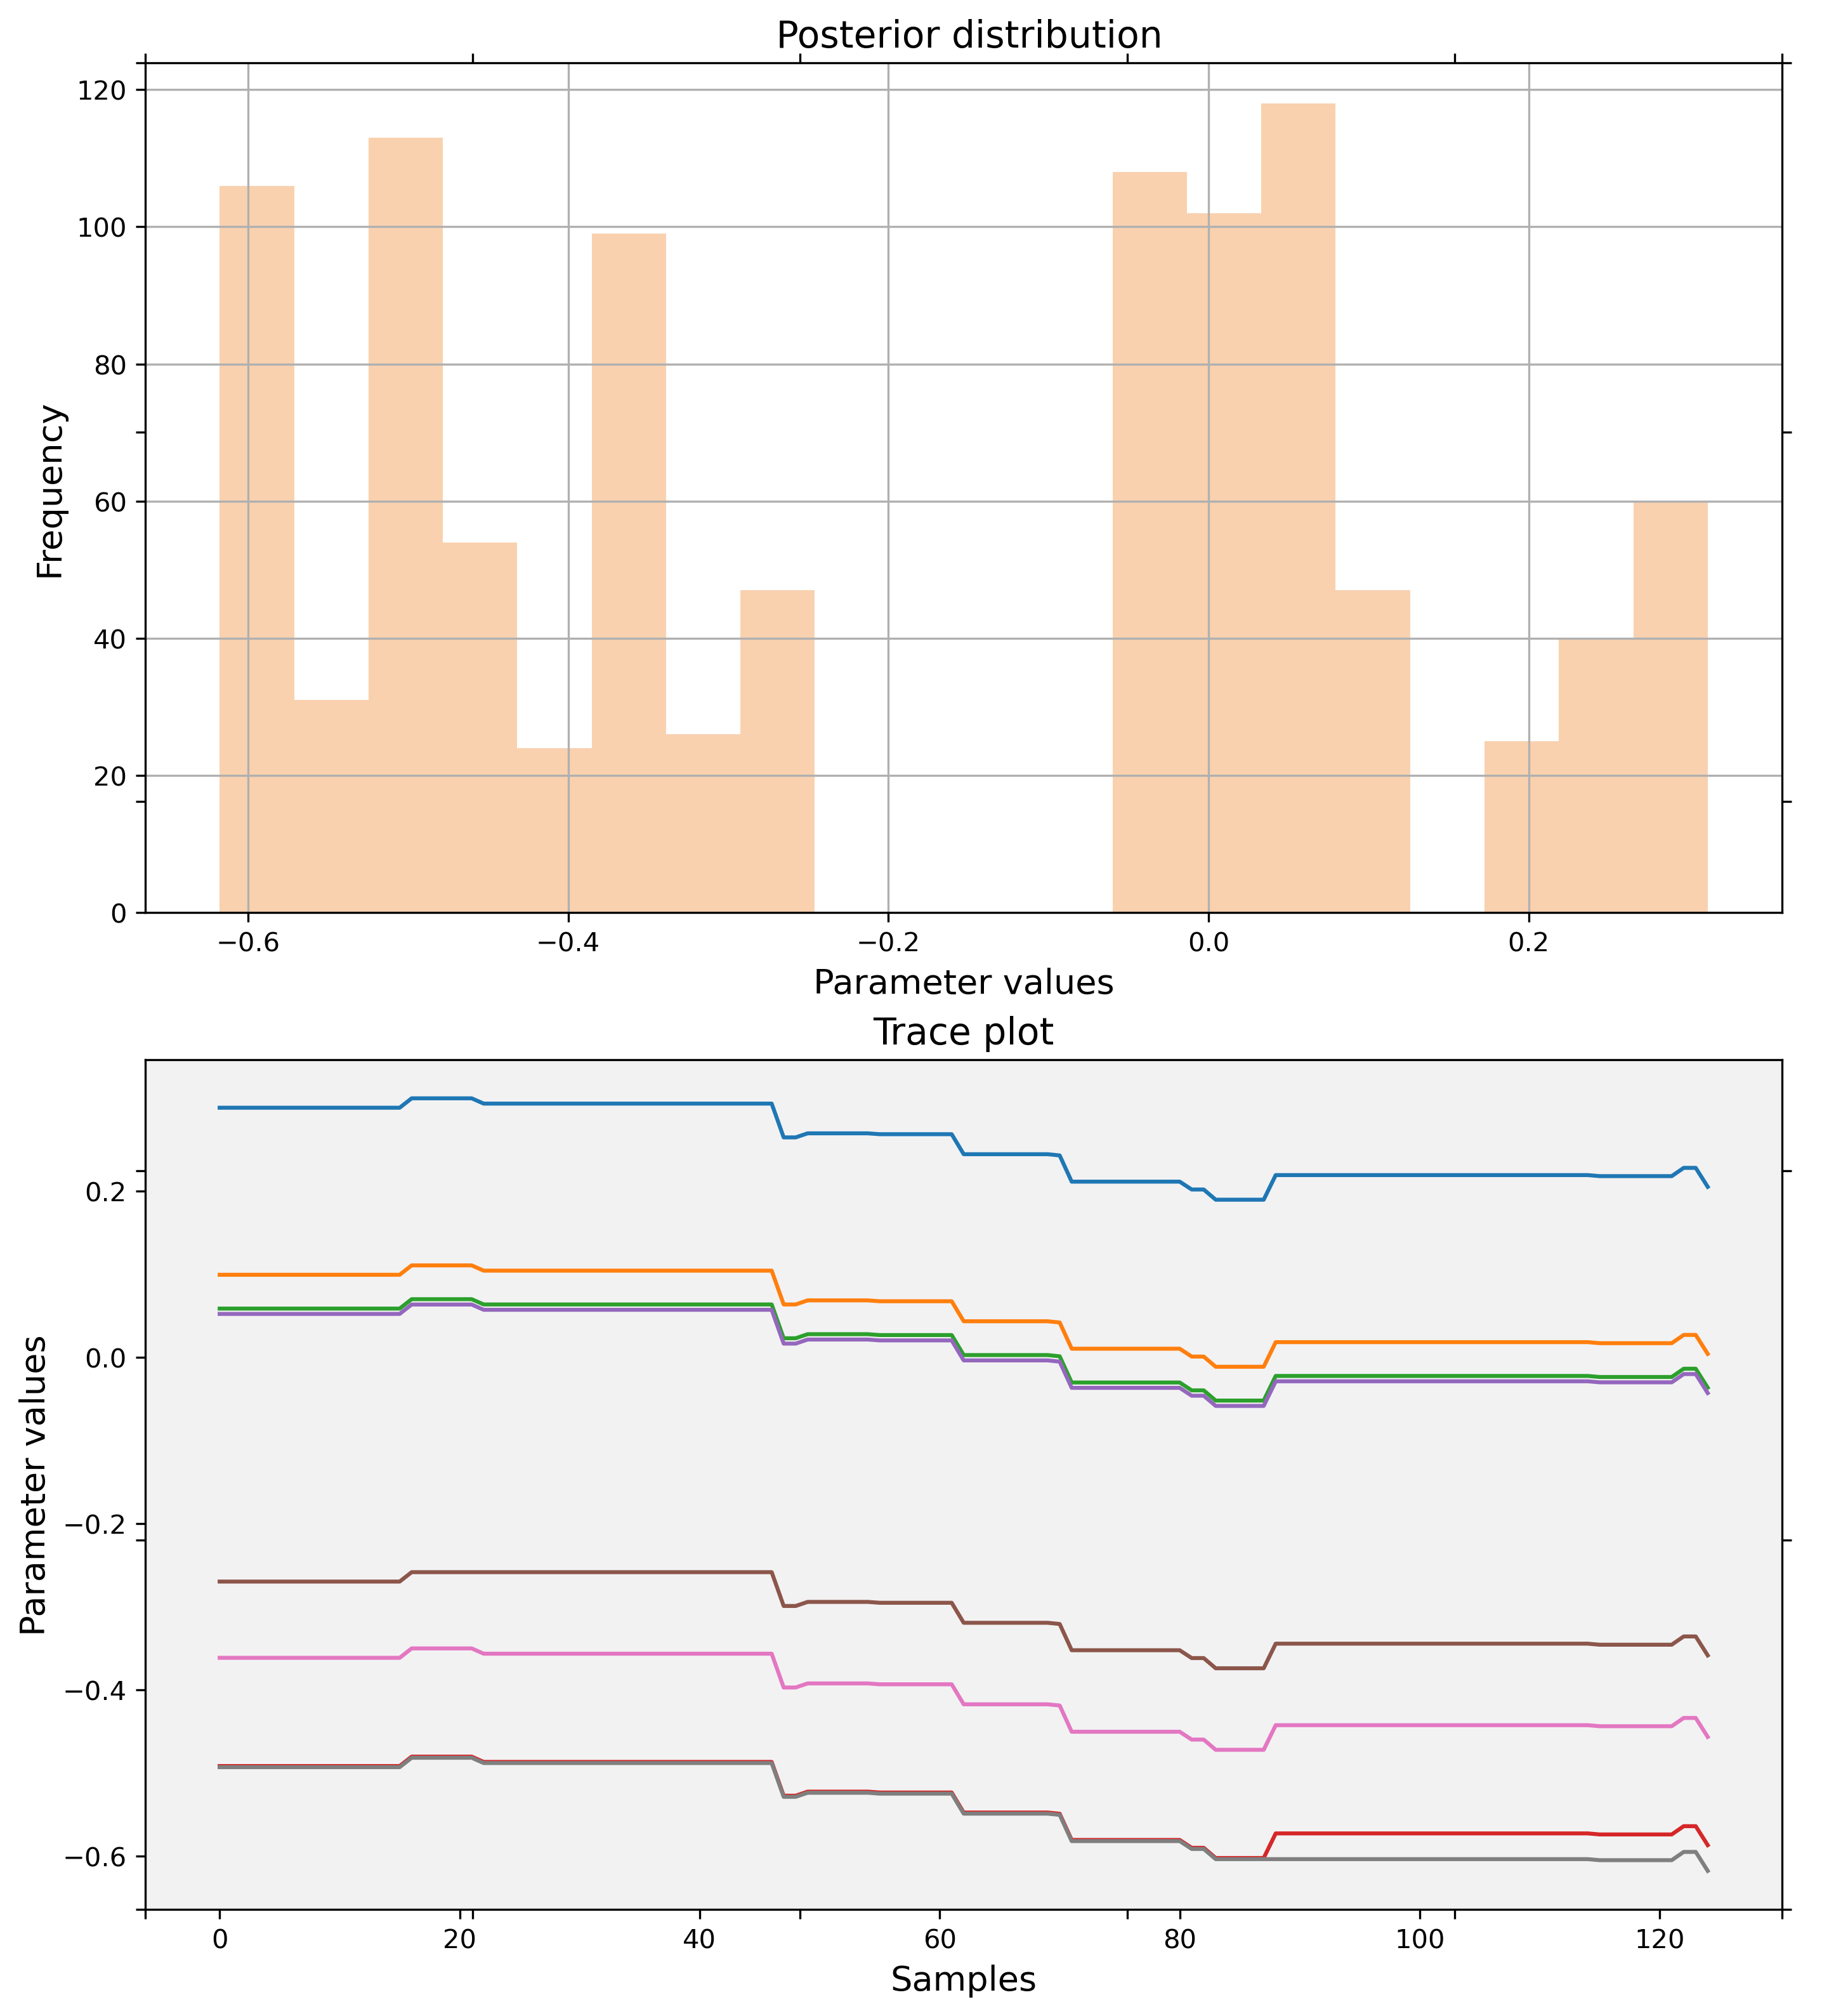 Posterior distribution
120
100
80
60
40
20
0
Frequency
−0.6 −0.4 −0.2 0.0 0.2
Parameter values
Trace plot
0.2
0.0
−0.2
−0.4
−0.6
Parameter values
0 20 40 60 80 100 120
Samples